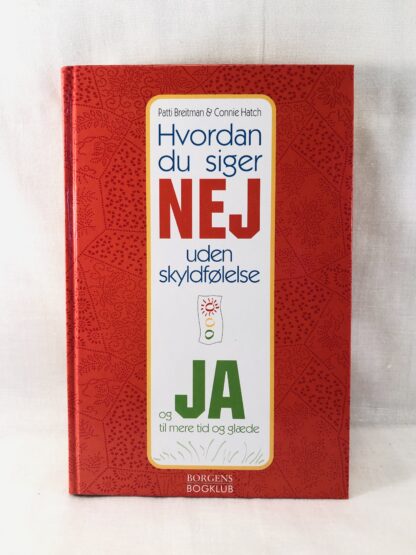 Patti Breitman & Connie Hatch
Hvordan
du siger
NEJ
uden
skyldfølelse
og JA
til mere tid og glæde
BORGENS
BOGKLUB